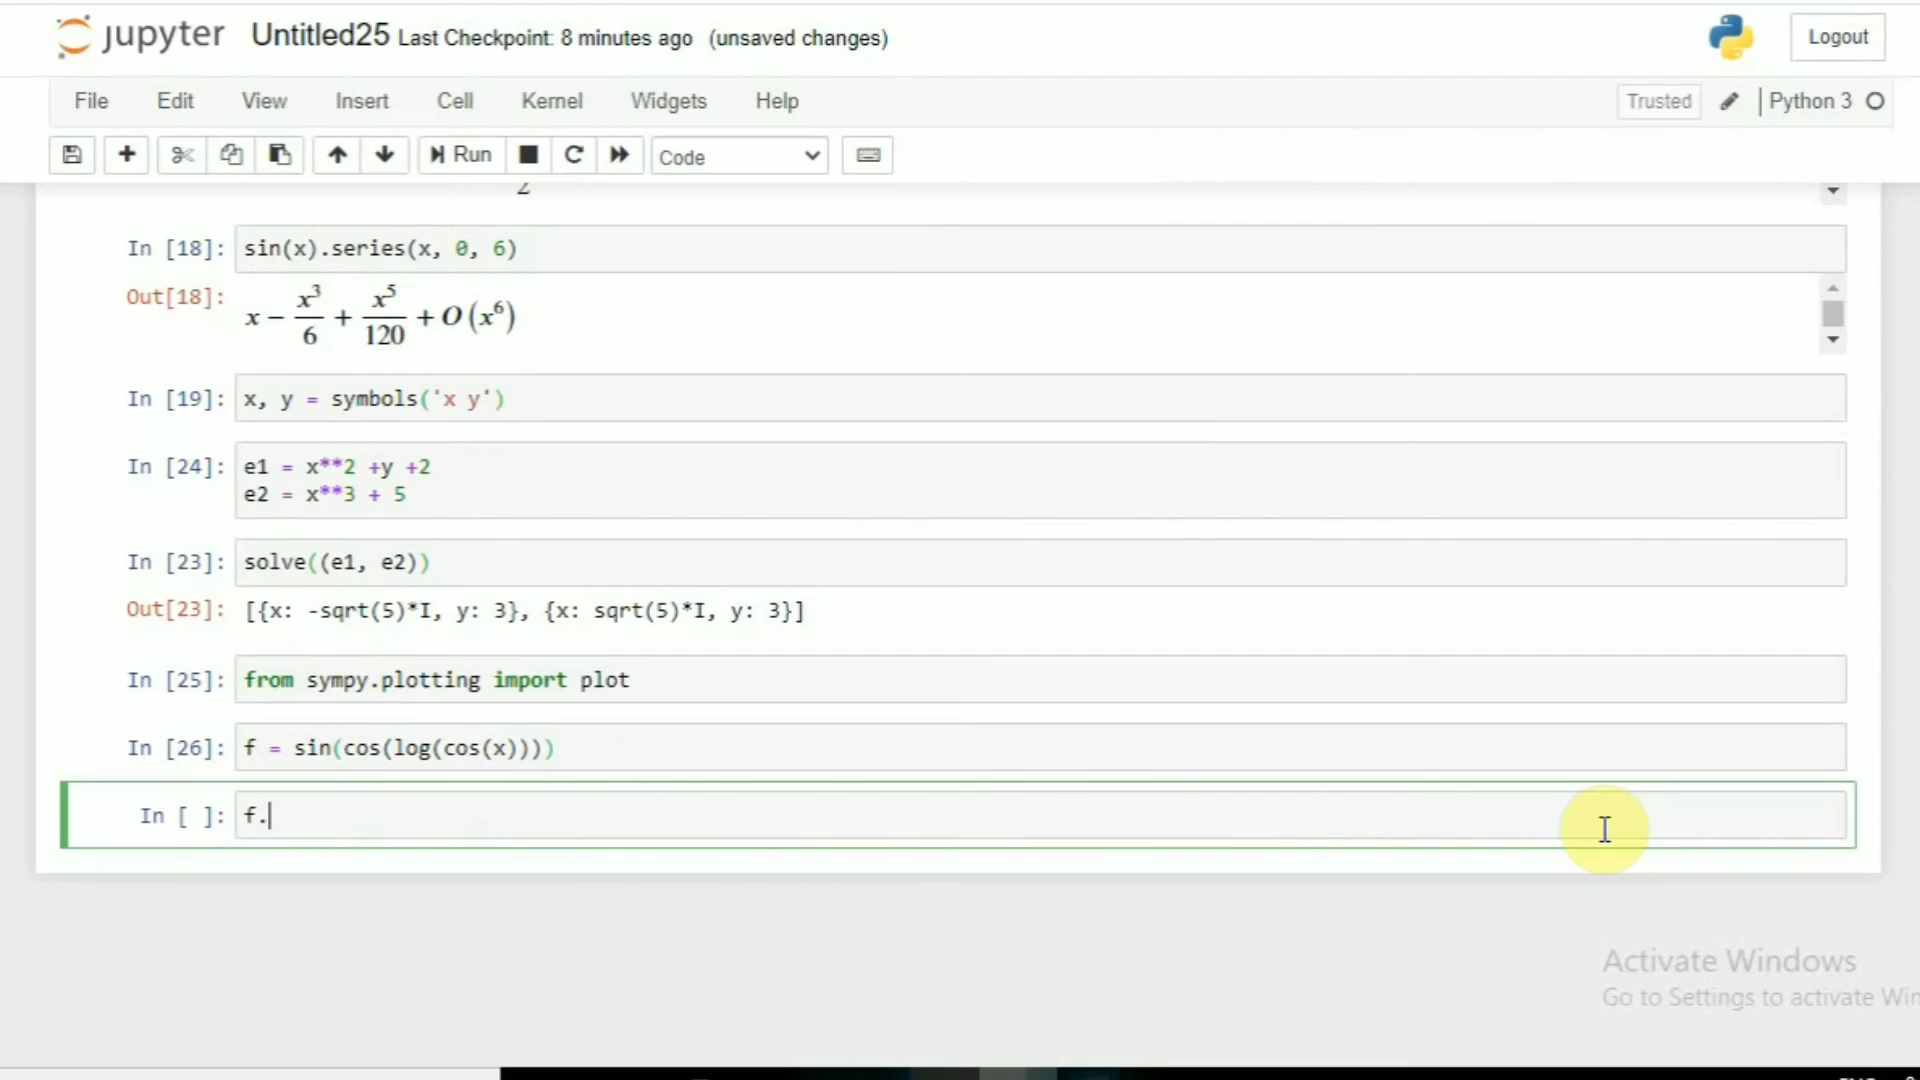 jupyter Untitled25 Last Checkpoint: 8 minutes ago (unsaved changes) Logout
File Edit View Insert Cell Kernel Widgets Help Trusted Python 3
Run Code
2
In [18]: sin(x).series(x, 0, 6)
Out[18]: x − x³/6 + x⁵/120 + O(x⁶)
In [19]: x, y = symbols('x y')
In [24]: e1 = x**2 +y +2
e2 = x**3 + 5
In [23]: solve((e1, e2))
Out[23]: [{x: -sqrt(5)*I, y: 3}, {x: sqrt(5)*I, y: 3}]
In [25]: from sympy.plotting import plot
In [26]: f = sin(cos(log(cos(x))))
In [ ]: f.
Activate Windows
Go to Settings to activate Win